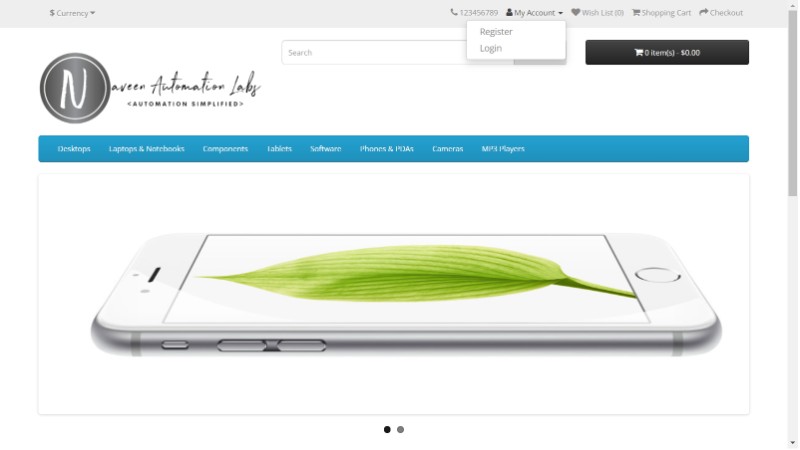 $ Currency
123456789 My Account Wish List (0) Shopping Cart Checkout
Register
Login
Search
0 item(s) - $0.00
N
aveen Automation Labs
<AUTOMATION SIMPLIFIED>
Desktops Laptops & Notebooks Components Tablets Software Phones & PDAs Cameras MP3 Players